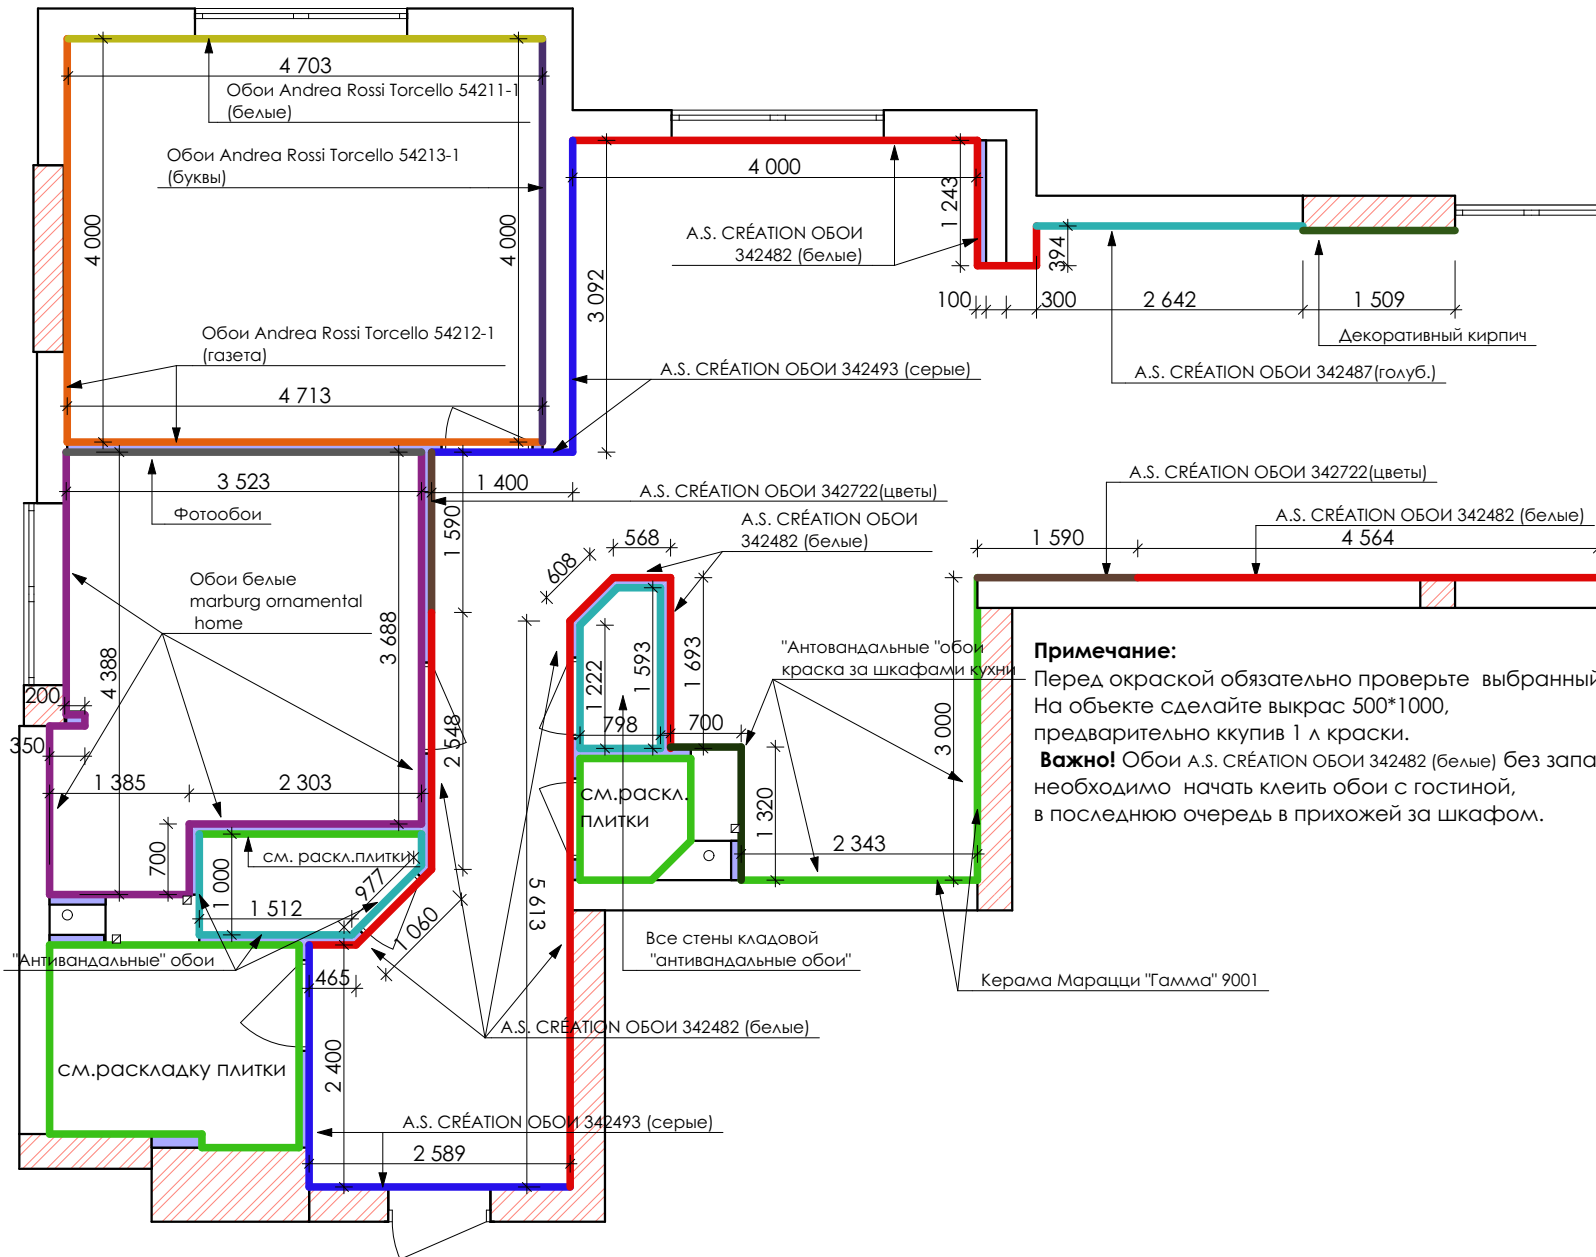 4 703
Обои Andrea Rossi Torcello 54211-1
(белые)
Обои Andrea Rossi Torcello 54213-1
(буквы)
4 000
4 000
Обои Andrea Rossi Torcello 54212-1
(газета)
4 713
4 000
1 243
A.S. CRÉATION ОБОИ
342482 (белые)
3 092
394
100
300
2 642
1 509
Декоративный кирпич
A.S. CRÉATION ОБОИ 342493 (серые)
A.S. CRÉATION ОБОИ 342487(голуб.)
3 523
1 400
Фотообои
1 590
A.S. CRÉATION ОБОИ 342722(цветы)
A.S. CRÉATION ОБОИ 342722(цветы)
A.S. CRÉATION ОБОИ
342482 (белые)
A.S. CRÉATION ОБОИ 342482 (белые)
568
608
1 590
4 564
Обои белые
marburg ornamental
home
3 688
4 388
200
350
1 385
2 303
2 548
1 222
1 593
1 693
798
700
"Антовандальные "обои
краска за шкафами кухни
3 000
Примечание:
Перед окраской обязательно проверьте выбранный
На объекте сделайте выкрас 500*1000,
предварительно ккупив 1 л краски.
Важно! Обои A.S. CRÉATION ОБОИ 342482 (белые) без запа
необходимо начать клеить обои с гостиной,
в последнюю очередь в прихожей за шкафом.
см.раскл.
плитки
1 320
2 343
700
1 000
см. раскл.плитки
977
1 512
1 060
5 613
"Антивандальные" обои
465
Все стены кладовой
"антивандальные обои"
Керама Марацци "Гамма" 9001
A.S. CRÉATION ОБОИ 342482 (белые)
см.раскладку плитки
2 400
A.S. CRÉATION ОБОИ 342493 (серые)
2 589